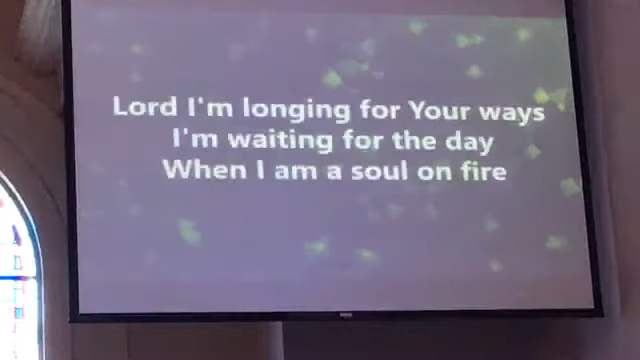 Lord I'm longing for Your ways
I'm waiting for the day
When I am a soul on fire